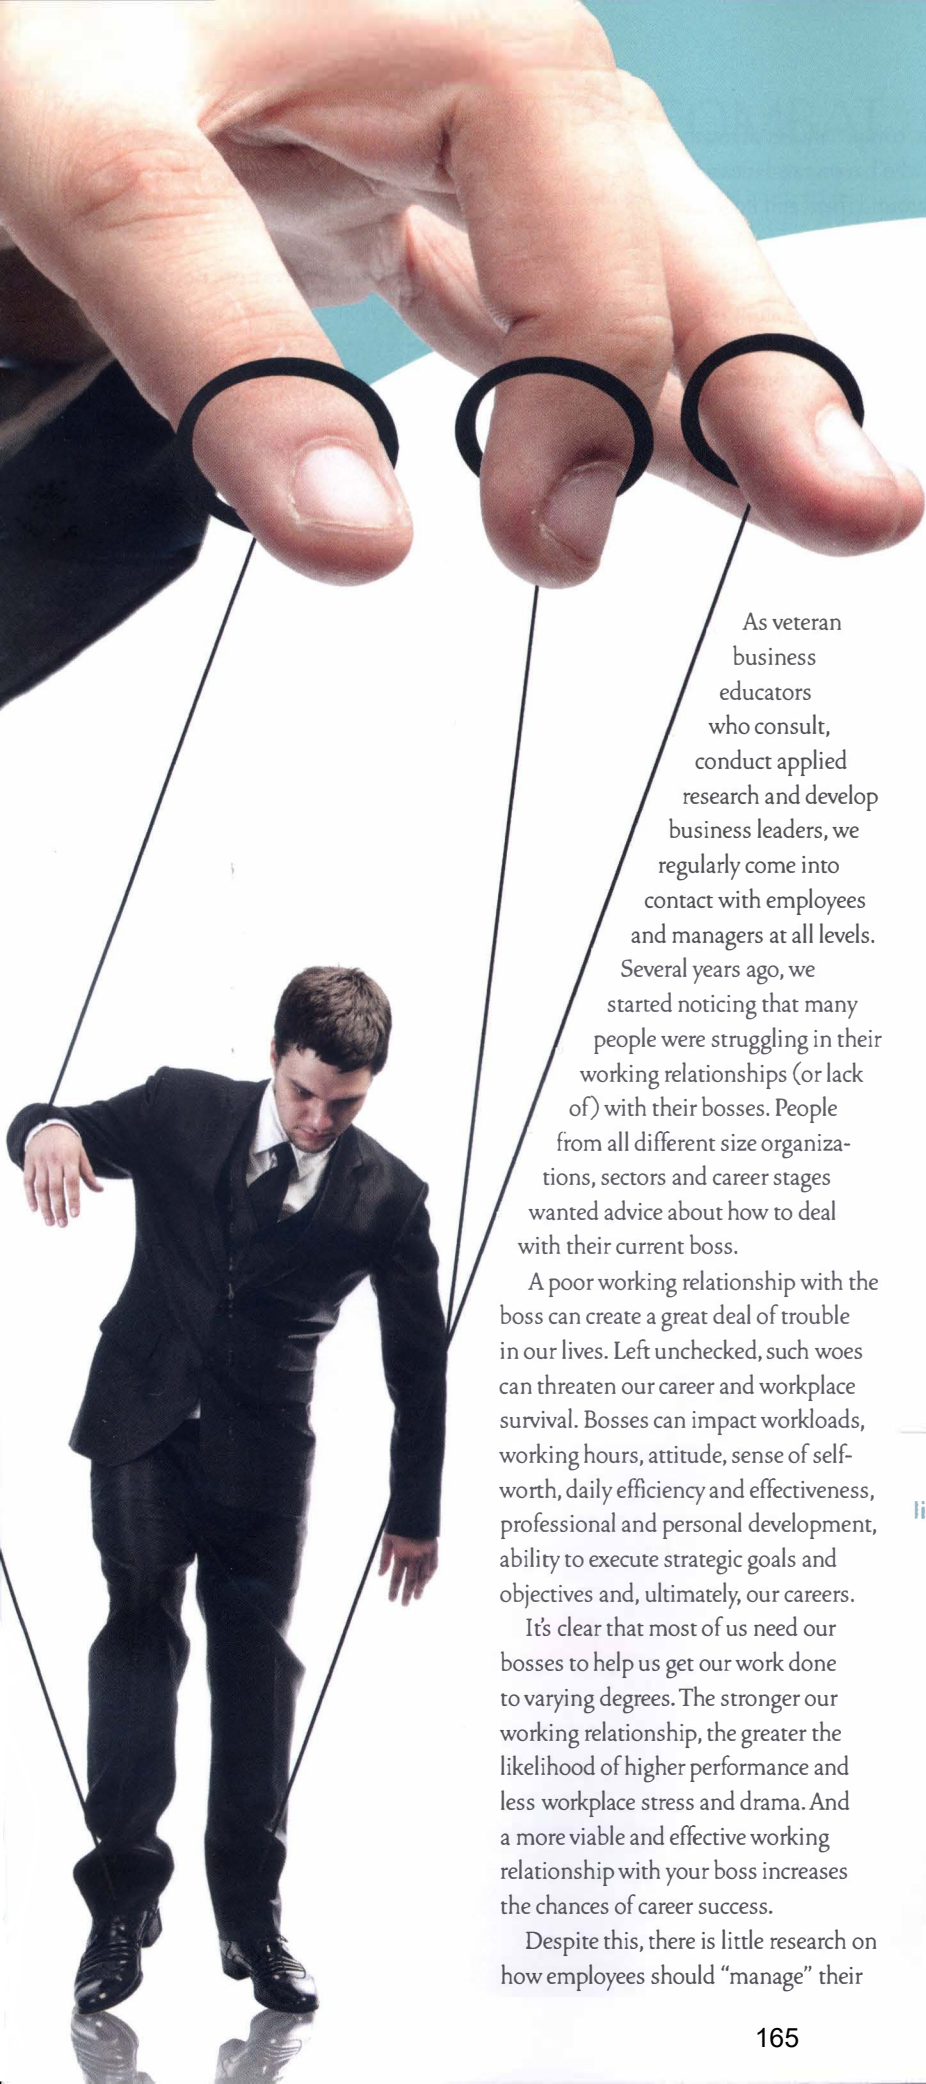 As veteran
business
educators
who consult,
conduct applied
research and develop
business leaders, we
regularly come into
contact with employees
and managers at all levels.
Several years ago, we
started noticing that many
people were struggling in their
working relationships (or lack
of) with their bosses. People
from all different size organiza-
tions, sectors and career stages
wanted advice about how to deal
with their current boss.
A poor working relationship with the
boss can create a great deal of trouble
in our lives. Left unchecked, such woes
can threaten our career and workplace
survival. Bosses can impact workloads,
working hours, attitude, sense of self-
worth, daily efficiency and effectiveness,
professional and personal development,
ability to execute strategic goals and
objectives and, ultimately, our careers.
It's clear that most of us need our
bosses to help us get our work done
to varying degrees. The stronger our
working relationship, the greater the
likelihood of higher performance and
less workplace stress and drama. And
a more viable and effective working
relationship with your boss increases
the chances of career success.
Despite this, there is little research on
how employees should “manage” their
165